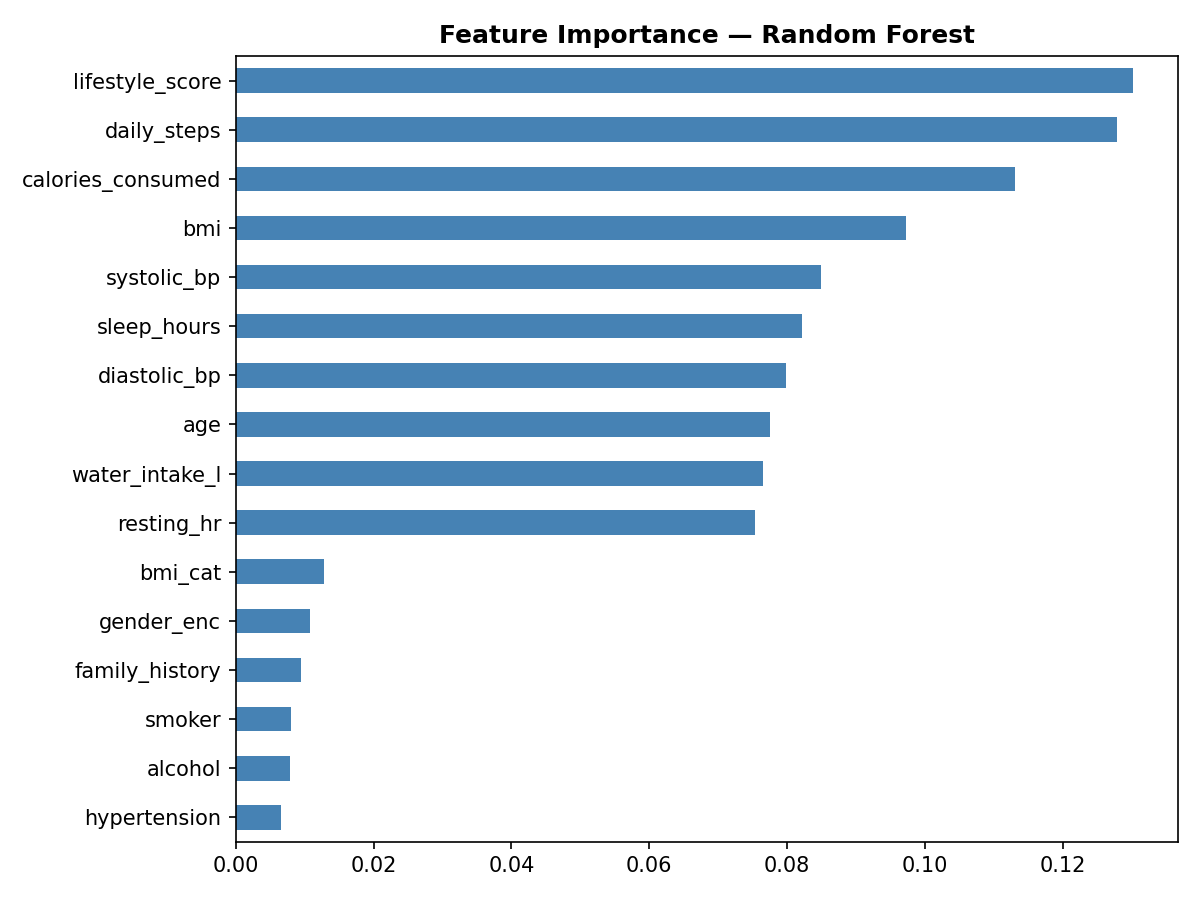 Feature Importance — Random Forest
lifestyle_score
daily_steps
calories_consumed
bmi
systolic_bp
sleep_hours
diastolic_bp
age
water_intake_l
resting_hr
bmi_cat
gender_enc
family_history
smoker
alcohol
hypertension
0.00 0.02 0.04 0.06 0.08 0.10 0.12